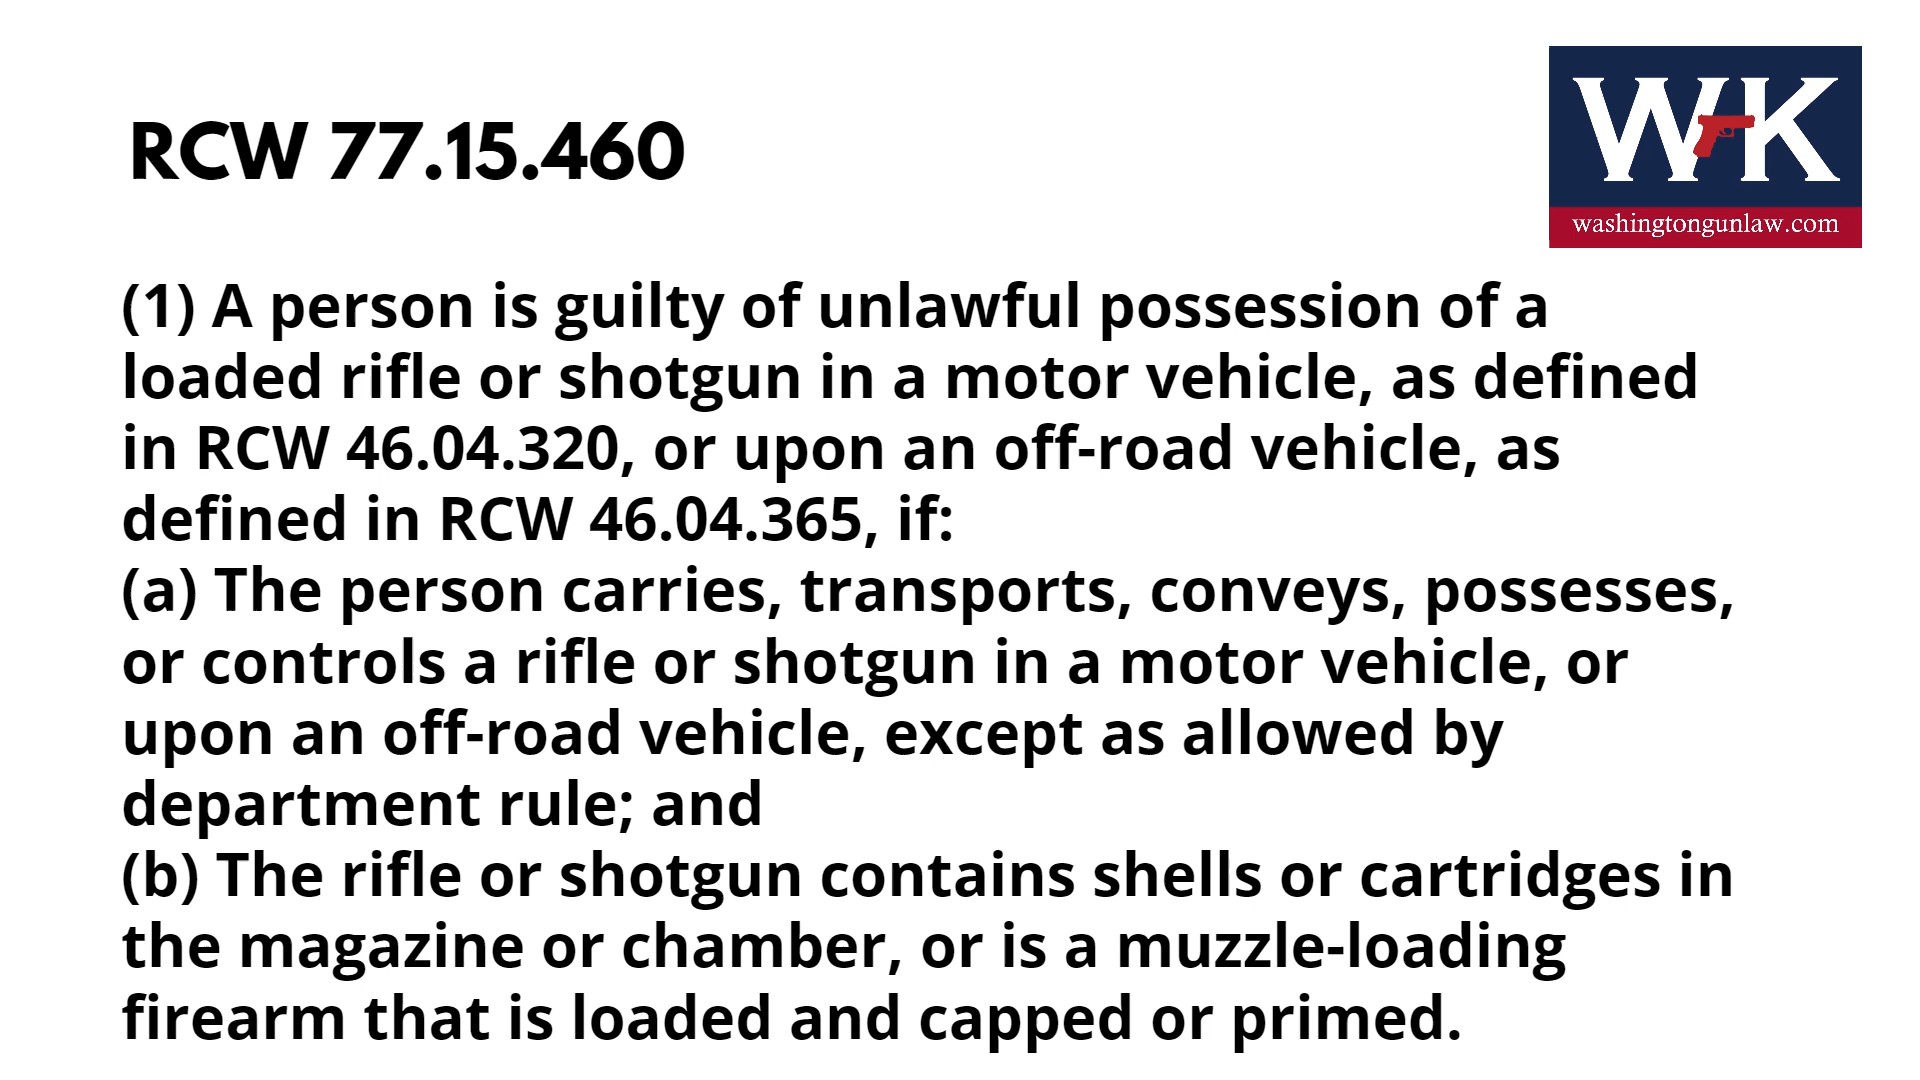 RCW 77.15.460
WK
washingtongunlaw.com
(1) A person is guilty of unlawful possession of a
loaded rifle or shotgun in a motor vehicle, as defined
in RCW 46.04.320, or upon an off-road vehicle, as
defined in RCW 46.04.365, if:
(a) The person carries, transports, conveys, possesses,
or controls a rifle or shotgun in a motor vehicle, or
upon an off-road vehicle, except as allowed by
department rule; and
(b) The rifle or shotgun contains shells or cartridges in
the magazine or chamber, or is a muzzle-loading
firearm that is loaded and capped or primed.